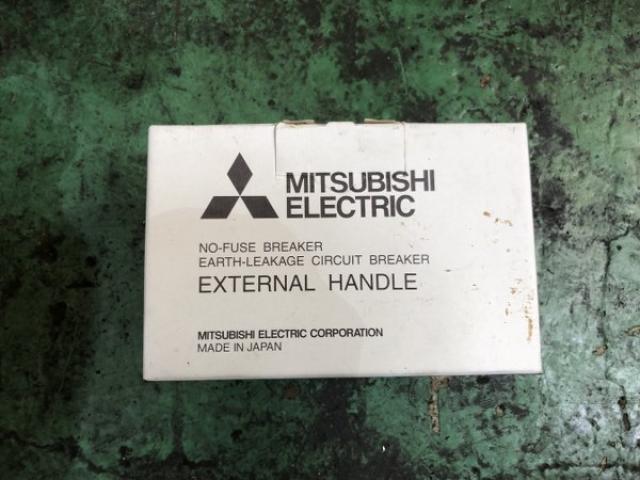 MITSUBISHI
ELECTRIC
NO-FUSE BREAKER
EARTH-LEAKAGE CIRCUIT BREAKER
EXTERNAL HANDLE
MITSUBISHI ELECTRIC CORPORATION
MADE IN JAPAN